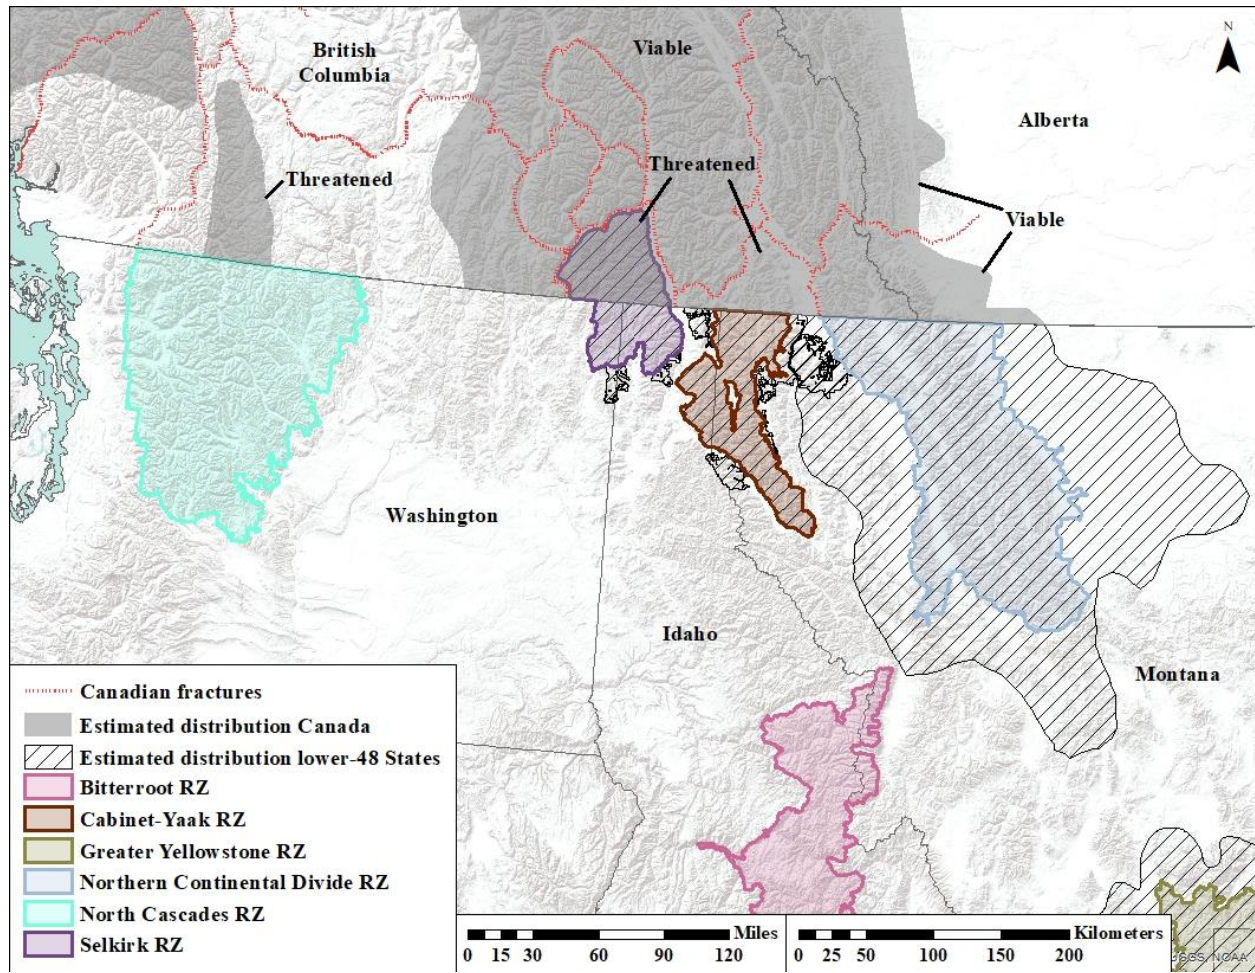 N
British
Columbia
Viable
Alberta
Threatened
Threatened
Viable
Washington
Idaho
Montana
Canadian fractures
Estimated distribution Canada
Estimated distribution lower-48 States
Bitterroot RZ
Cabinet-Yaak RZ
Greater Yellowstone RZ
Northern Continental Divide RZ
North Cascades RZ
Selkirk RZ
Miles
0 15 30 60 90 120
Kilometers
0 25 50 100 150 200
NOAA